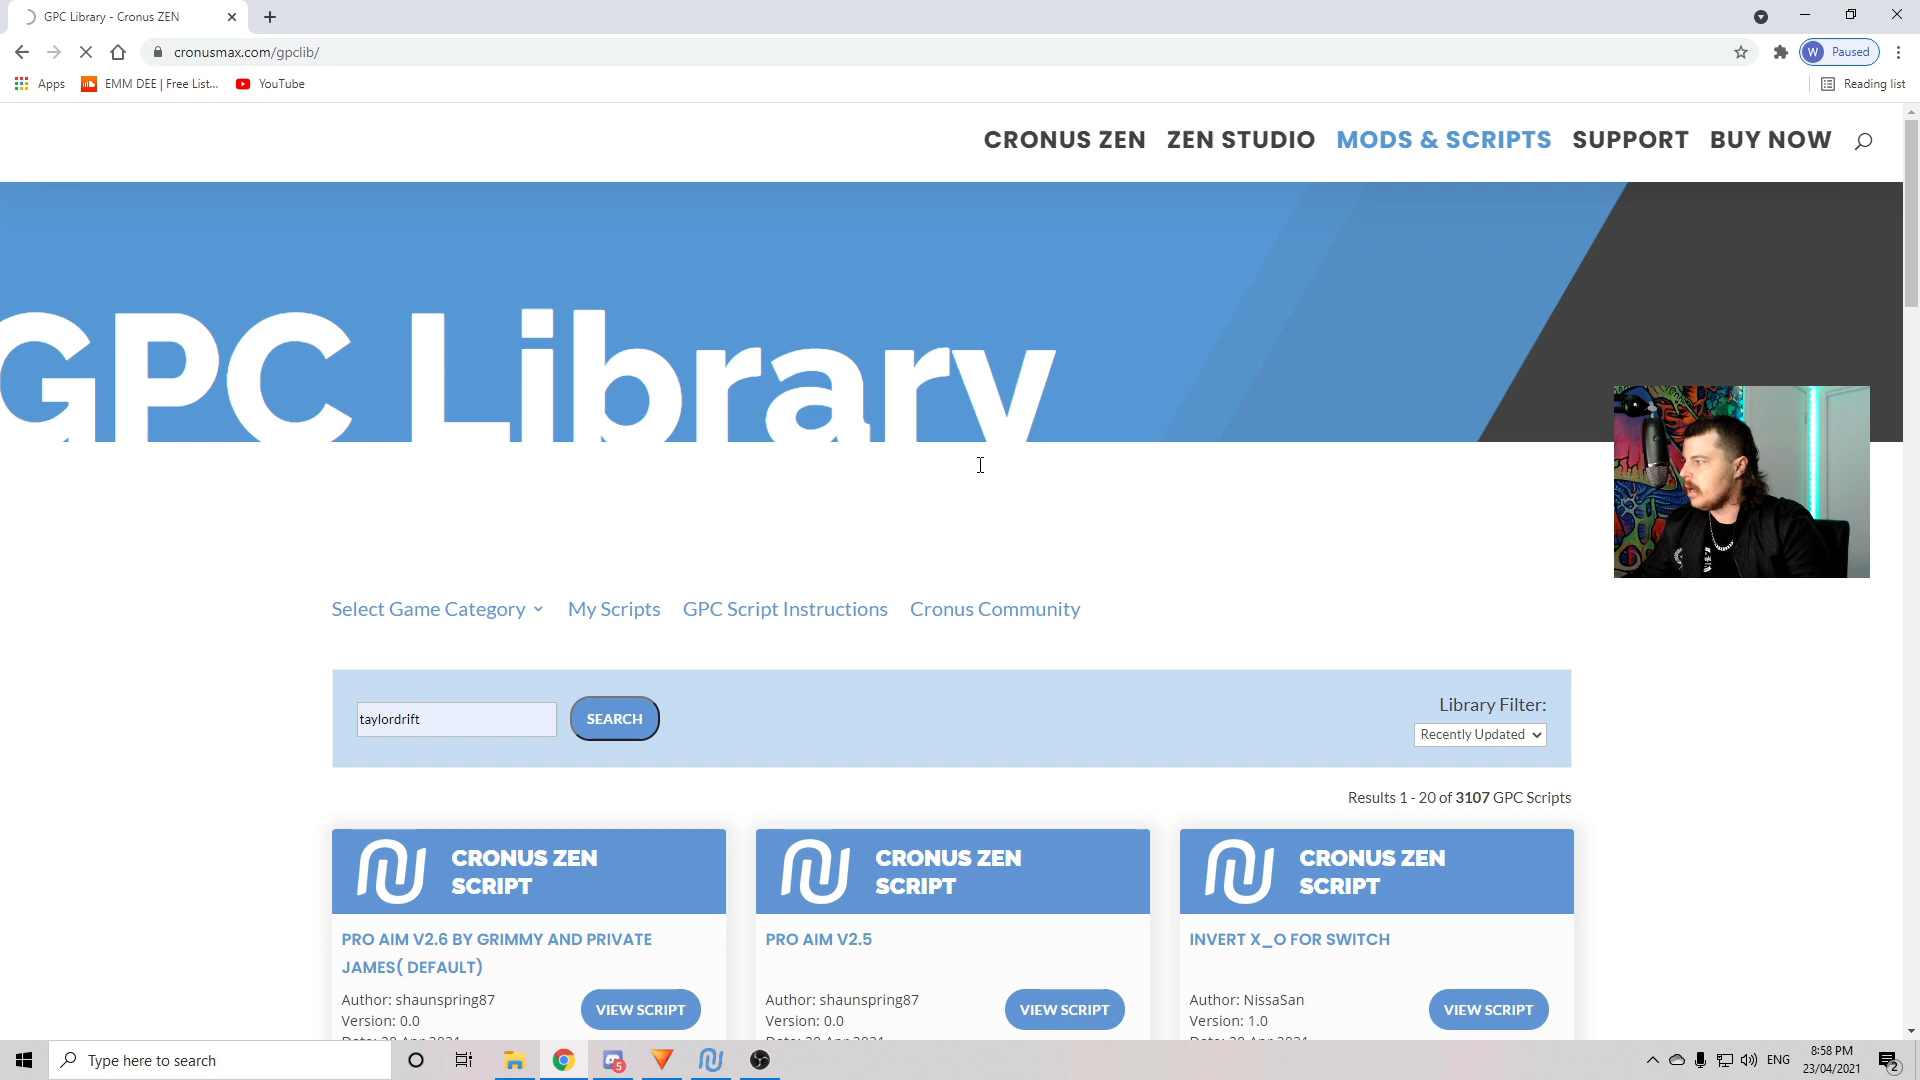 GPC Library - Cronus ZEN
cronusmax.com/gpclib/
W Paused
Apps EMM DEE | Free List... YouTube Reading list
CRONUS ZEN ZEN STUDIO MODS & SCRIPTS SUPPORT BUY NOW
GPC Library
Select Game Category My Scripts GPC Script Instructions Cronus Community
Library Filter:
taylordrift SEARCH
Recently Updated
Results 1 - 20 of 3107 GPC Scripts
CRONUS ZEN
SCRIPT
PRO AIM V2.6 BY GRIMMY AND PRIVATE
JAMES( DEFAULT)
Author: shaunspring87
VIEW SCRIPT
Version: 0.0
CRONUS ZEN
SCRIPT
PRO AIM V2.5
Author: shaunspring87
VIEW SCRIPT
Version: 0.0
CRONUS ZEN
SCRIPT
INVERT X_O FOR SWITCH
Author: NissaSan
VIEW SCRIPT
Version: 1.0
Type here to search
5
ENG
8:58 PM
23/04/2021
2